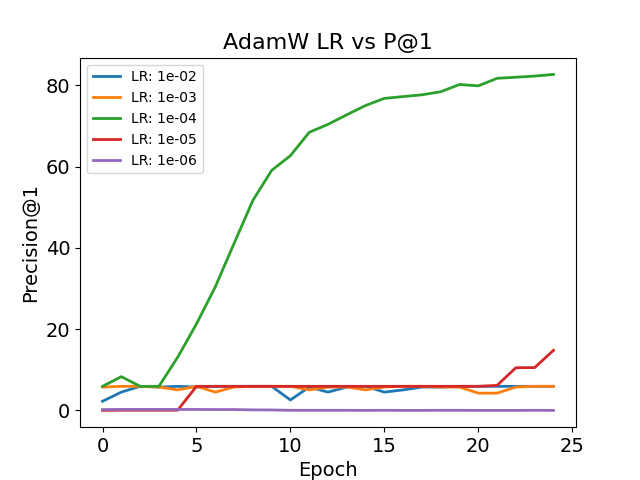 AdamW LR vs P@1
LR: 1e-02
LR: 1e-03
LR: 1e-04
LR: 1e-05
LR: 1e-06
Precision@1
80
60
40
20
0
0 5 10 15 20 25
Epoch